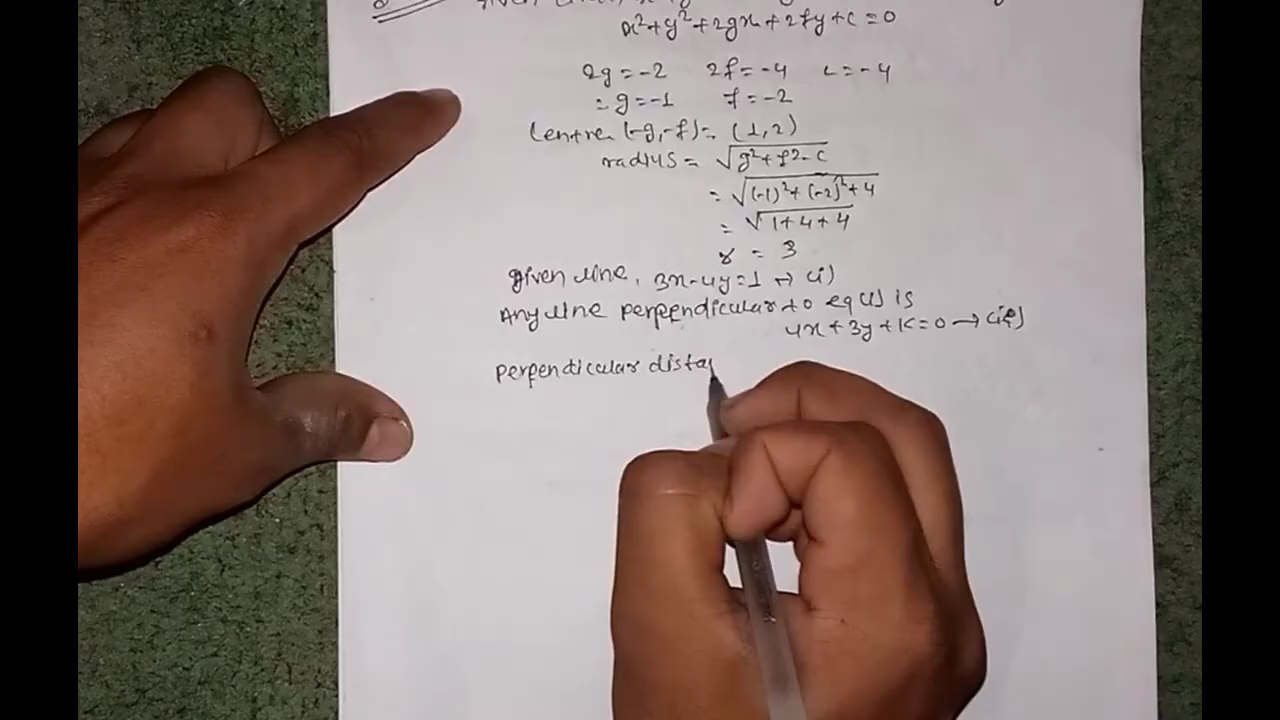 x²+y²+2gx+2fy+c=0
2g=-2 2f=-4 c=-4
=g=-1 f=-2
Centre (-g,-f)= (1,2)
radius= √g²+f²-c
=√(-1)²+(-2)²+4
= √1+4+4
r = 3
given line, 3x-4y=1 → (i)
Any line perpendicular to eq(i) is
4x+3y+k=0 → (ii)
perpendicular dista